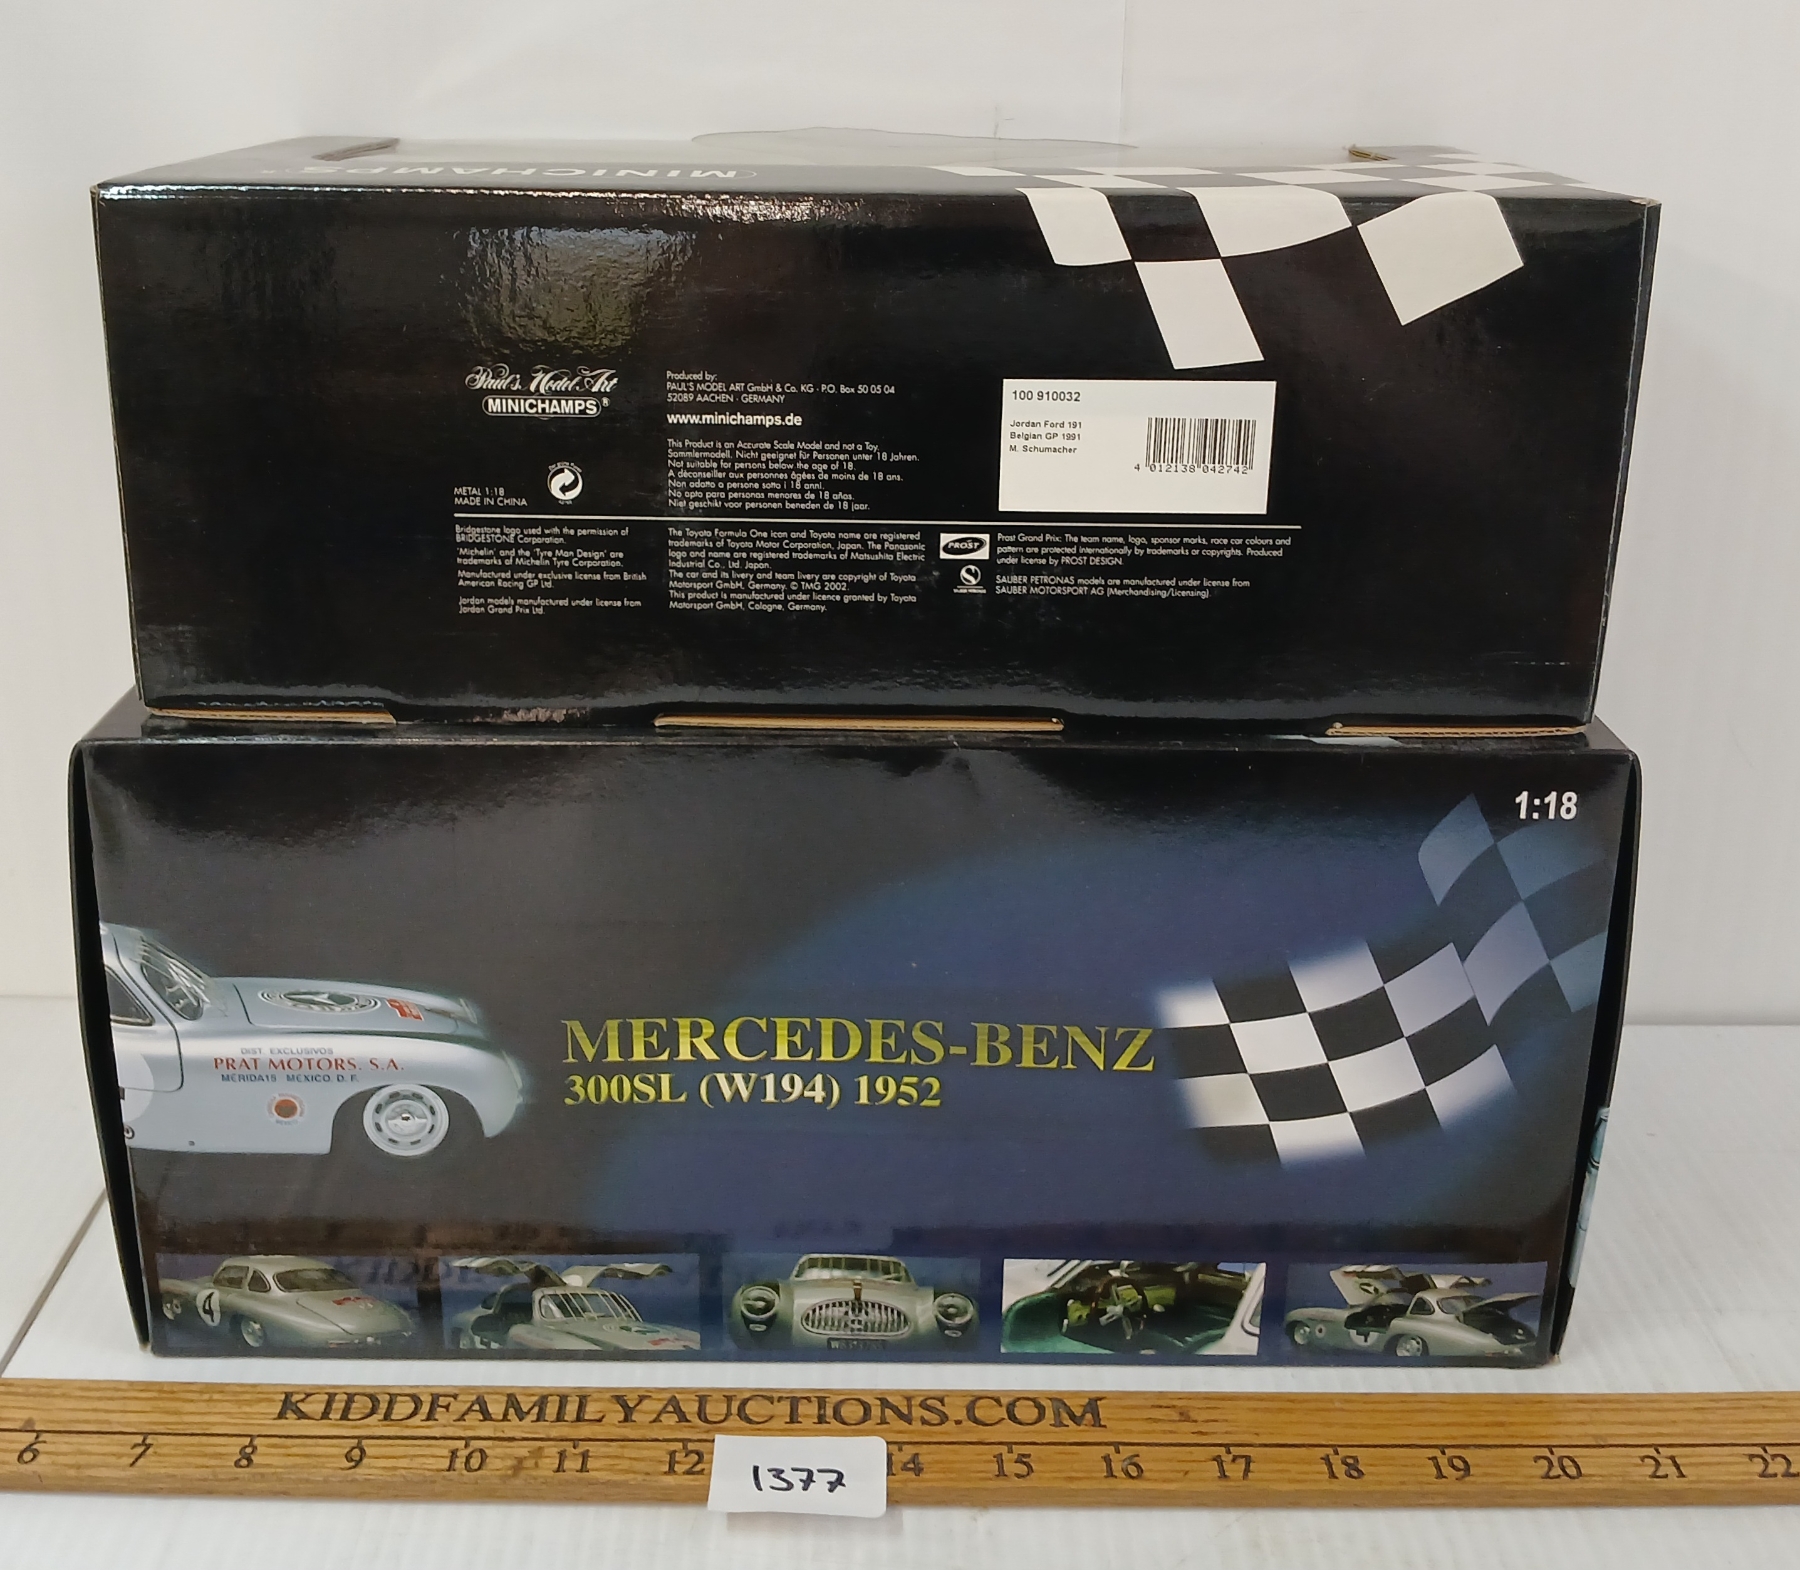 MINICHAMPS
Paul's Model Art
MINICHAMPS®
METAL 1:18
MADE IN CHINA
Produced by:
PAUL'S MODEL ART GmbH & Co. KG · P.O. Box 50 05 04
52089 AACHEN · GERMANY
www.minichamps.de
This Product is an Accurate Scale Model and not a Toy.
Sammlermodell. Nicht geeignet für Personen unter 18 Jahren.
Not suitable for persons below the age of 18.
A déconseiller aux personnes âgées de moins de 18 ans.
Non adatto a persone sotto i 18 anni.
No apto para personas menores de 18 años.
Niet geschikt voor personen beneden de 18 jaar.
100 910032
Jordan Ford 191
Belgian GP 1991
M. Schumacher
4 012138 042742
Bridgestone logo used with the permission of
BRIDGESTONE Corporation.
'Michelin' and the 'Tyre Man Design' are
trademarks of Michelin Tyre Corporation.
Manufactured under exclusive license from British
American Racing GP Ltd.
Jordan models manufactured under license from
Jordan Grand Prix Ltd.
The Toyota Formula One icon and Toyota name are registered
trademarks of Toyota Motor Corporation, Japan. The Panasonic
logo and name are registered trademarks of Matsushita Electric
Industrial Co., Ltd. Japan.
The car and its livery and team livery are copyright of Toyota
Motorsport GmbH, Germany. © TMG 2002.
This product is manufactured under licence granted by Toyota
Motorsport GmbH, Cologne, Germany.
PROST
Prost Grand Prix: The team name, logo, sponsor marks, race car colours and
pattern are protected internationally by trademarks or copyrights. Produced
under license by PROST DESIGN.
SAUBER PETRONAS models are manufactured under license from
SAUBER MOTORSPORT AG (Merchandising/Licensing).
1:18
DIST. EXCLUSIVOS
PRAT MOTORS. S.A.
MERIDA15 MEXICO. D. F.
MERCEDES-BENZ
300SL (W194) 1952
4
KIDDFAMILYAUCTIONS.COM
6 7 8 9 10 11 12 14 15 16 17 18 19 20 21 22
1377